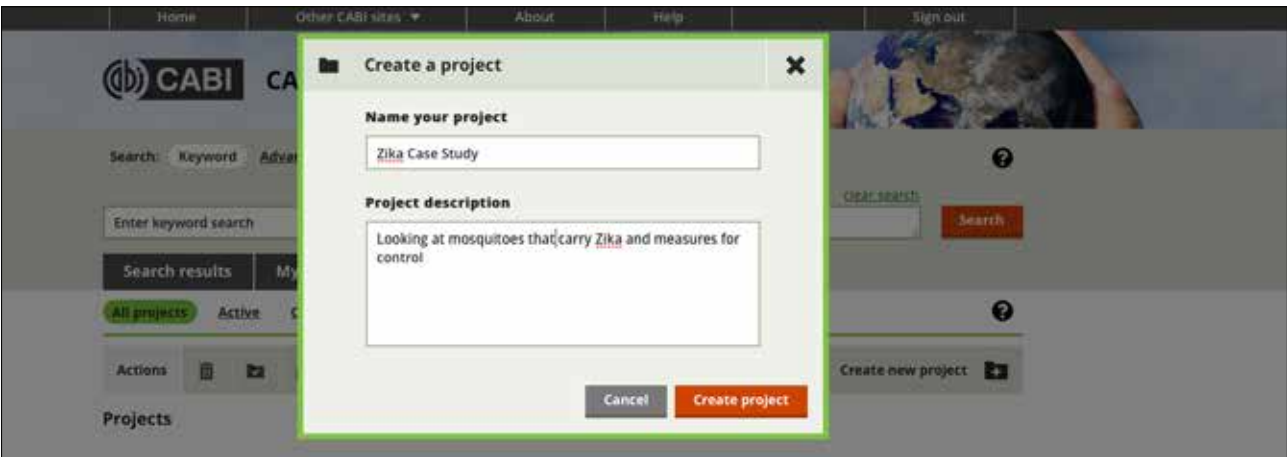 Home Other CABI sites About Help Sign out
Create a project
CABI CA
Name your project
Zika Case Study
Search: Keyword Advan
Project description
clear search
Enter keyword search Search
Looking at mosquitoes that carry Zika and measures for
control
Search results My
All projects Active
Actions Create new project
Cancel Create project
Projects